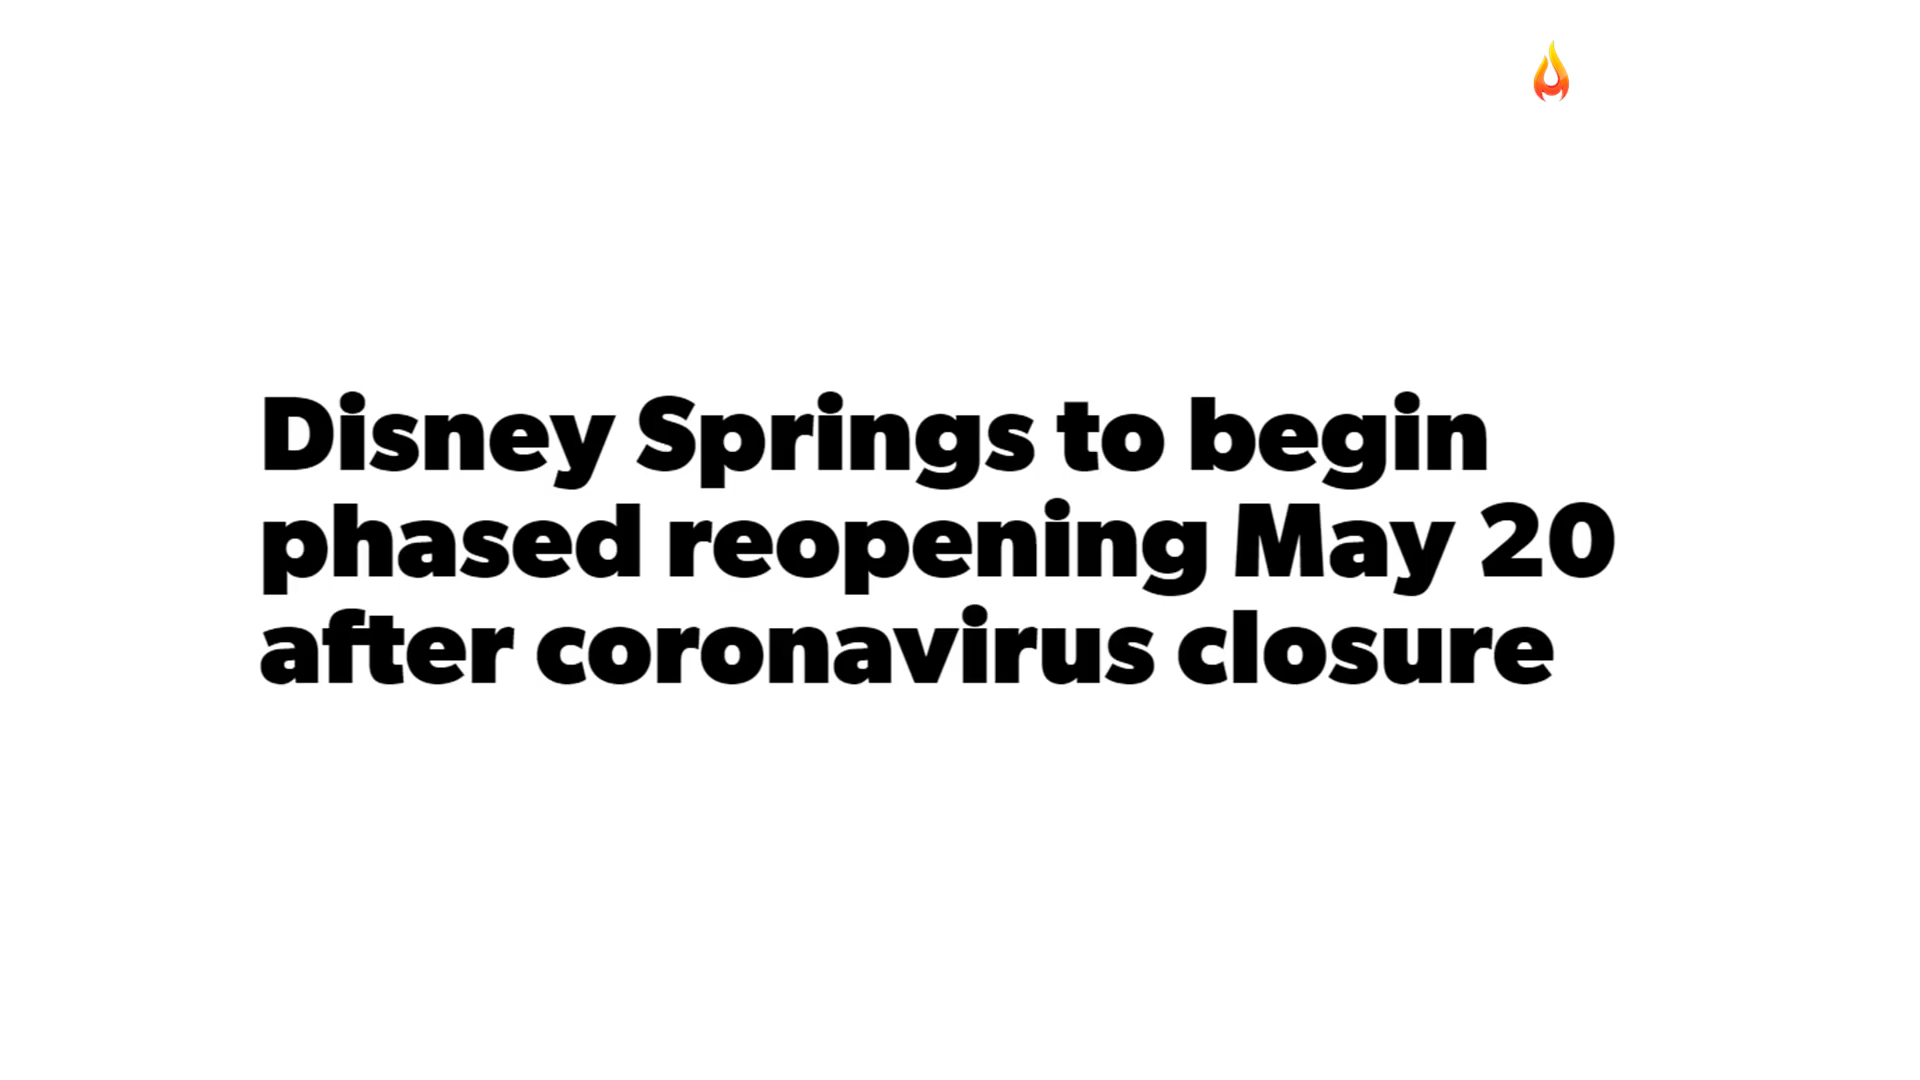 Disney Springs to begin
phased reopening May 20
after coronavirus closure